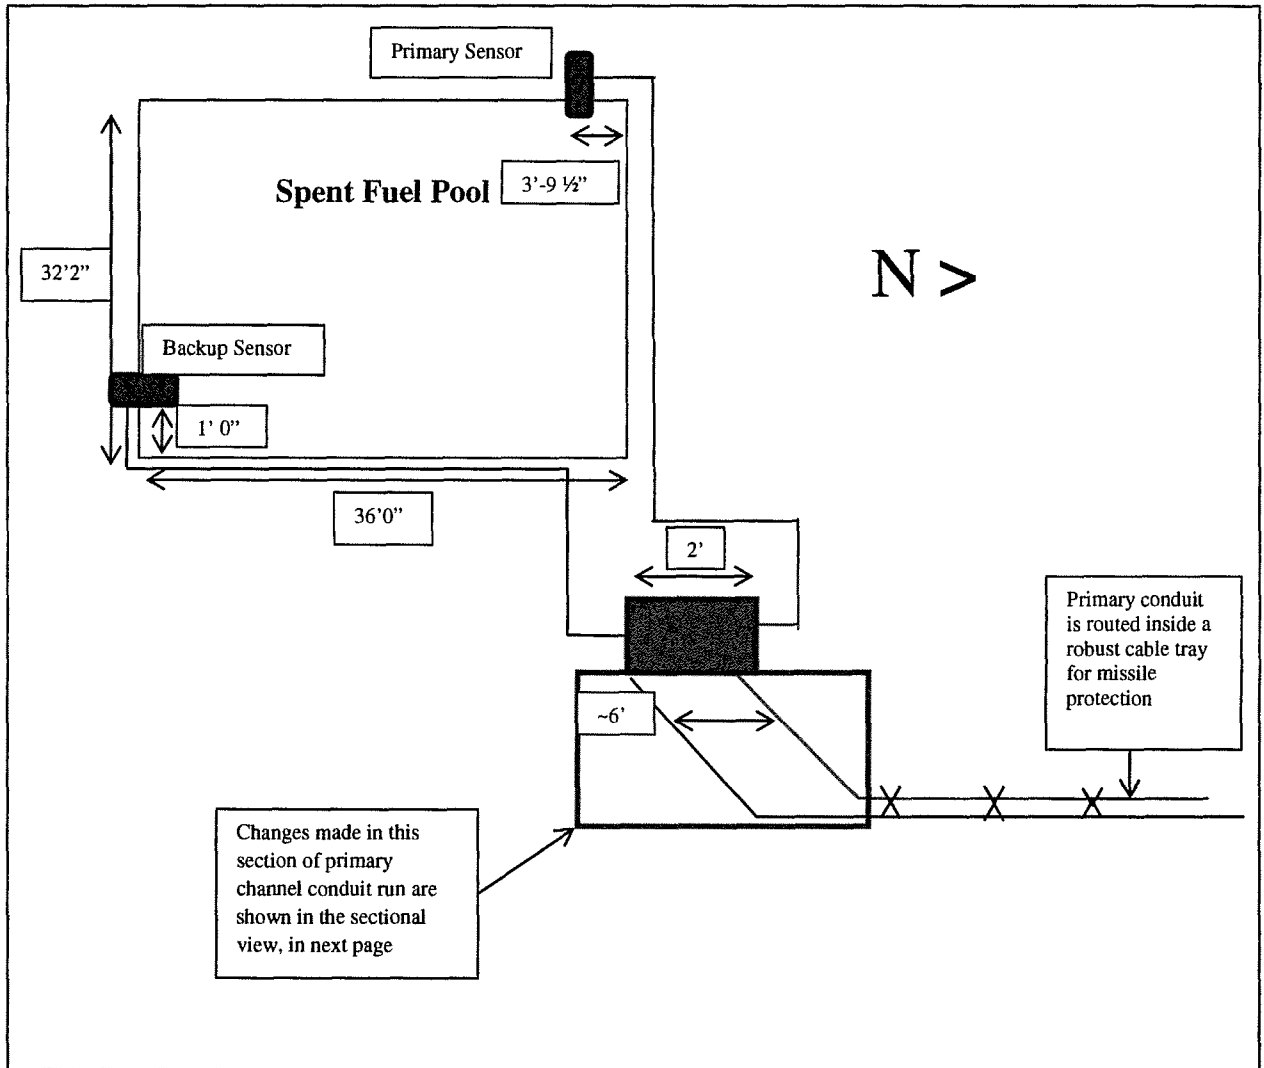 Primary Sensor
Spent Fuel Pool
3'-9 ½"
32'2"
N >
Backup Sensor
1' 0"
36'0"
2'
Primary conduit
is routed inside a
robust cable tray
for missile
protection
~6'
Changes made in this
section of primary
channel conduit run are
shown in the sectional
view, in next page